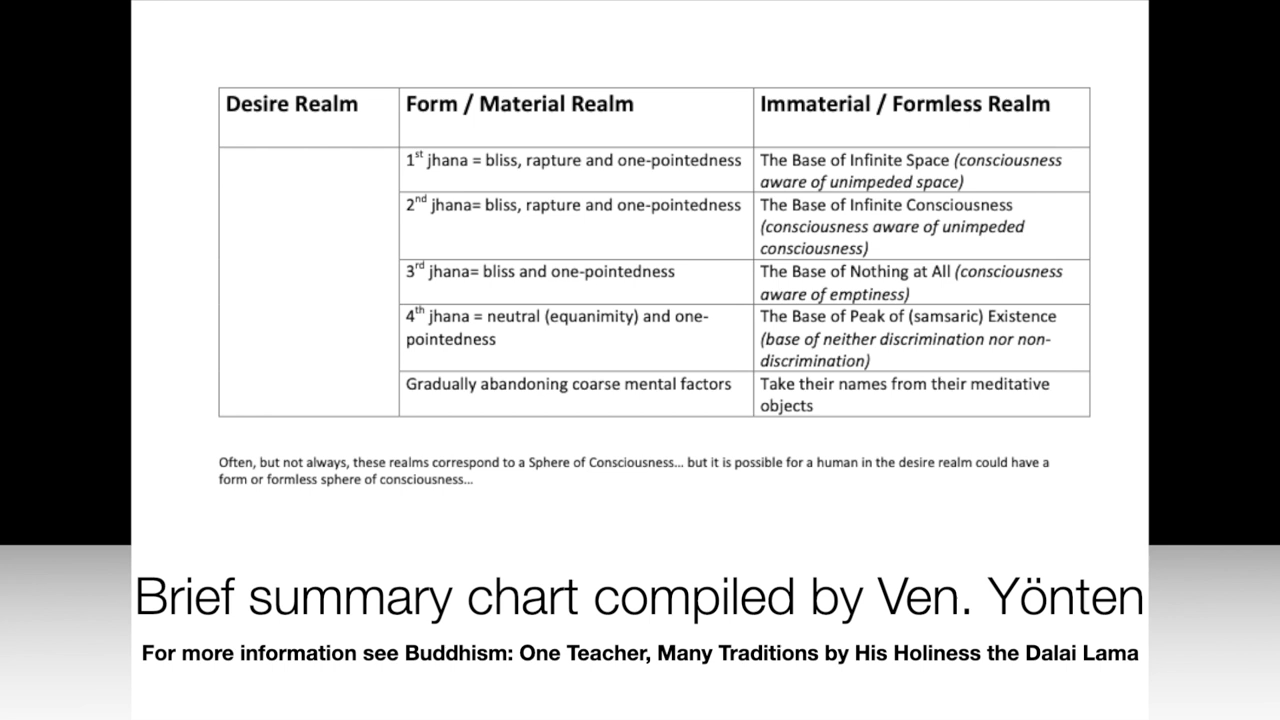 Desire Realm
Form / Material Realm
Immaterial / Formless Realm
1st jhana = bliss, rapture and one-pointedness
The Base of Infinite Space (consciousness
aware of unimpeded space)
2nd jhana= bliss, rapture and one-pointedness
The Base of Infinite Consciousness
(consciousness aware of unimpeded
consciousness)
3rd jhana= bliss and one-pointedness
The Base of Nothing at All (consciousness
aware of emptiness)
4th jhana = neutral (equanimity) and one-
pointedness
The Base of Peak of (samsaric) Existence
(base of neither discrimination nor non-
discrimination)
Gradually abandoning coarse mental factors
Take their names from their meditative
objects
Often, but not always, these realms correspond to a Sphere of Consciousness... but it is possible for a human in the desire realm could have a
form or formless sphere of consciousness...
Brief summary chart compiled by Ven. Yönten
For more information see Buddhism: One Teacher, Many Traditions by His Holiness the Dalai Lama